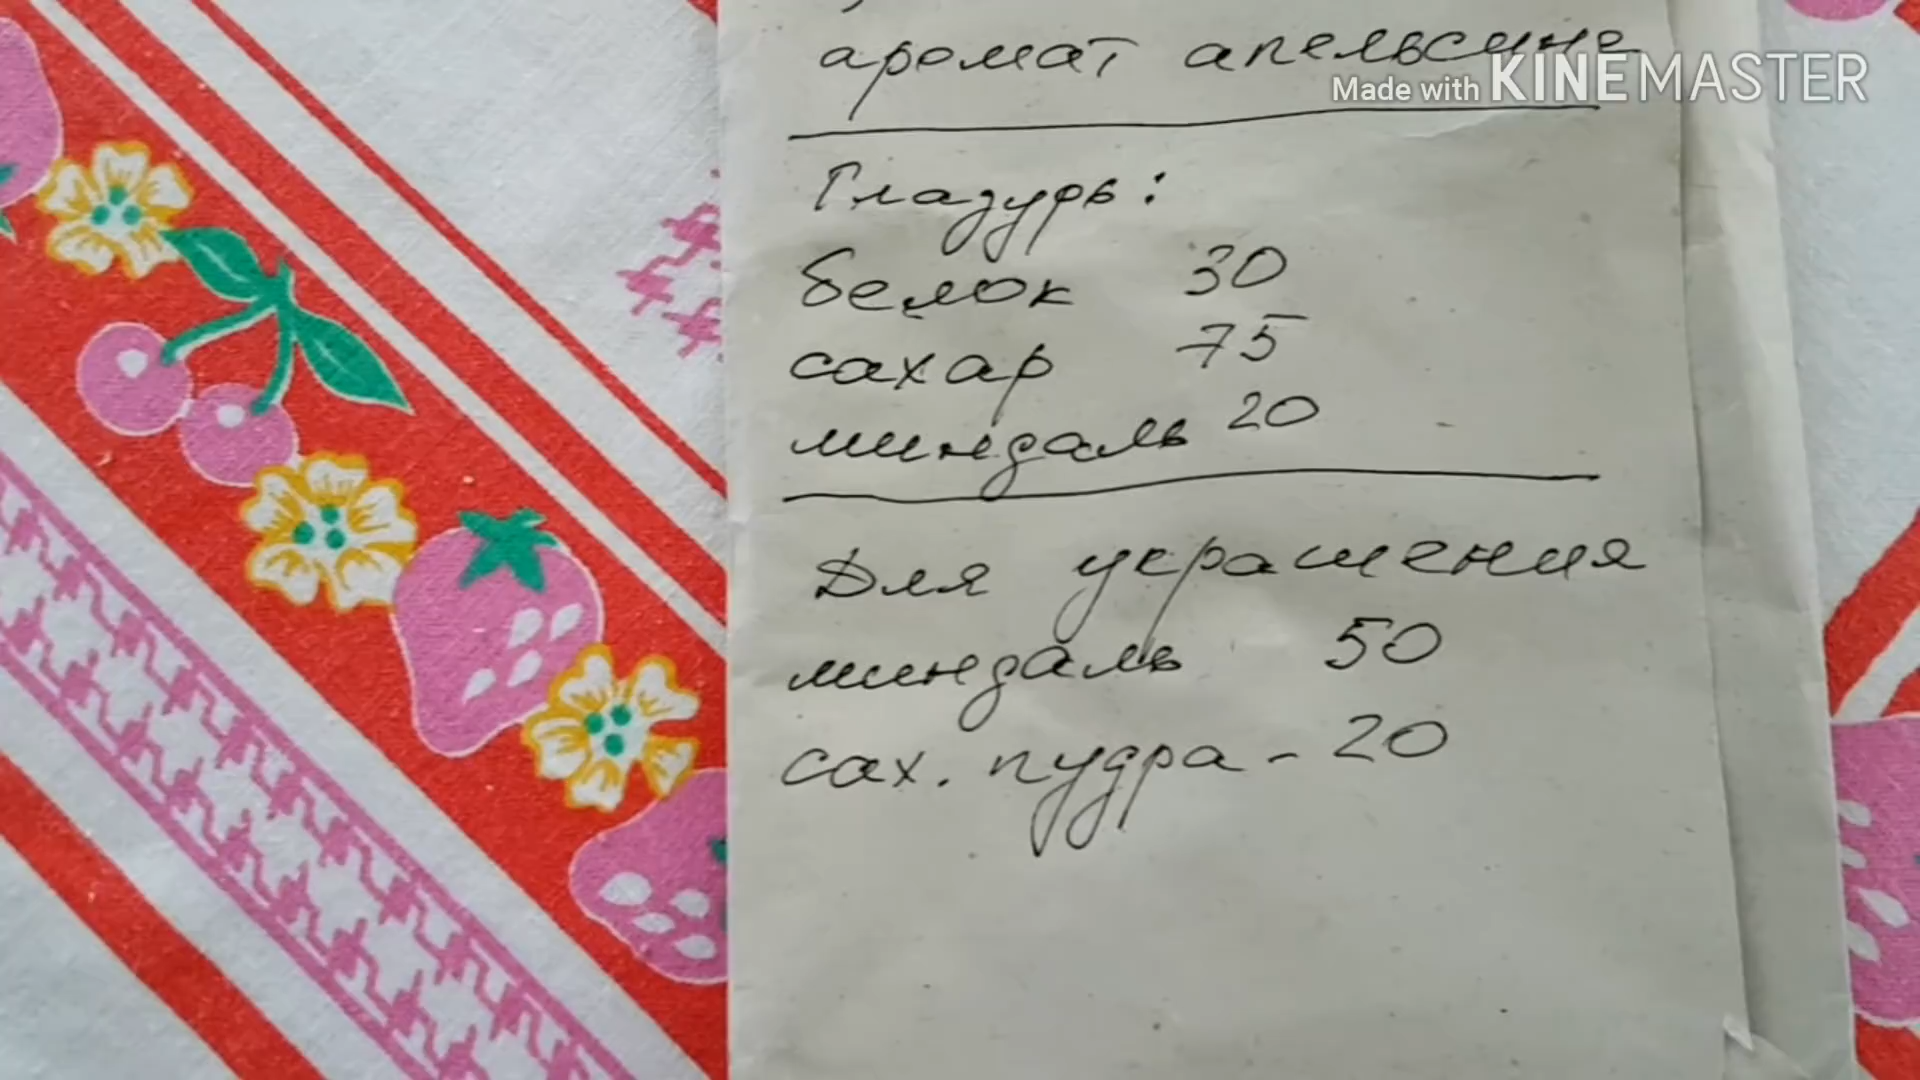 аромат апельсина
Made with KINEMASTER
Глазурь:
белок 30
сахар 75
миндаль 20
Для украшения
миндаль 50
сах. пудра - 20